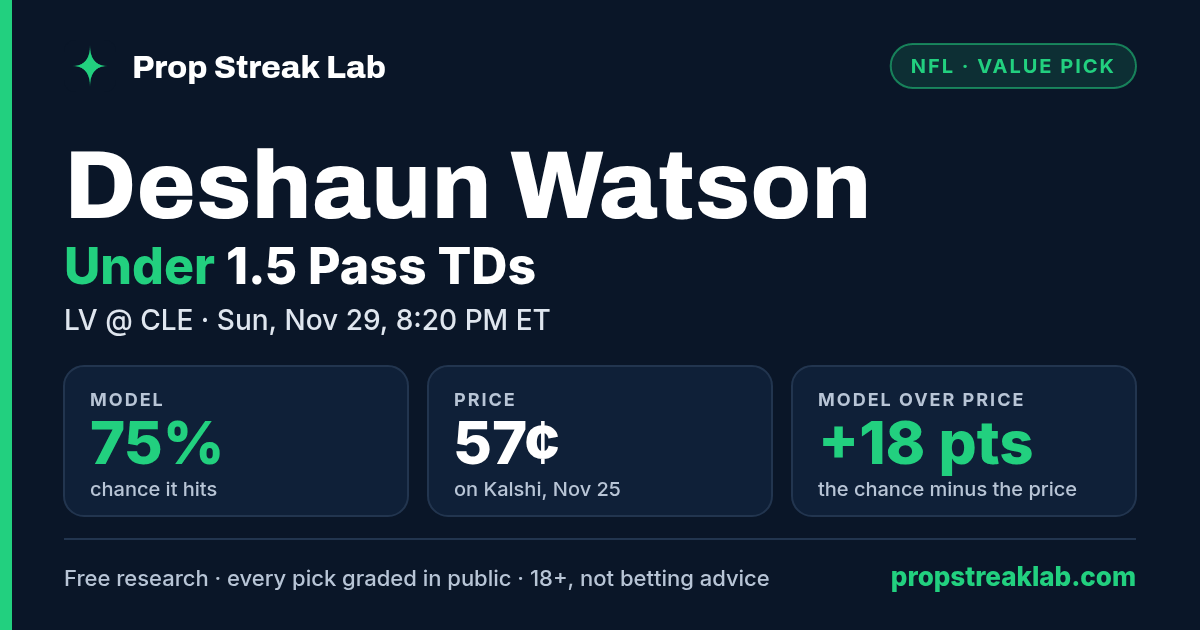 Prop Streak Lab
NFL · VALUE PICK
Deshaun Watson
Under 1.5 Pass TDs
LV @ CLE · Sun, Nov 29, 8:20 PM ET
MODEL
75%
chance it hits
PRICE
57¢
on Kalshi, Nov 25
MODEL OVER PRICE
+18 pts
the chance minus the price
Free research · every pick graded in public · 18+, not betting advice
propstreaklab.com